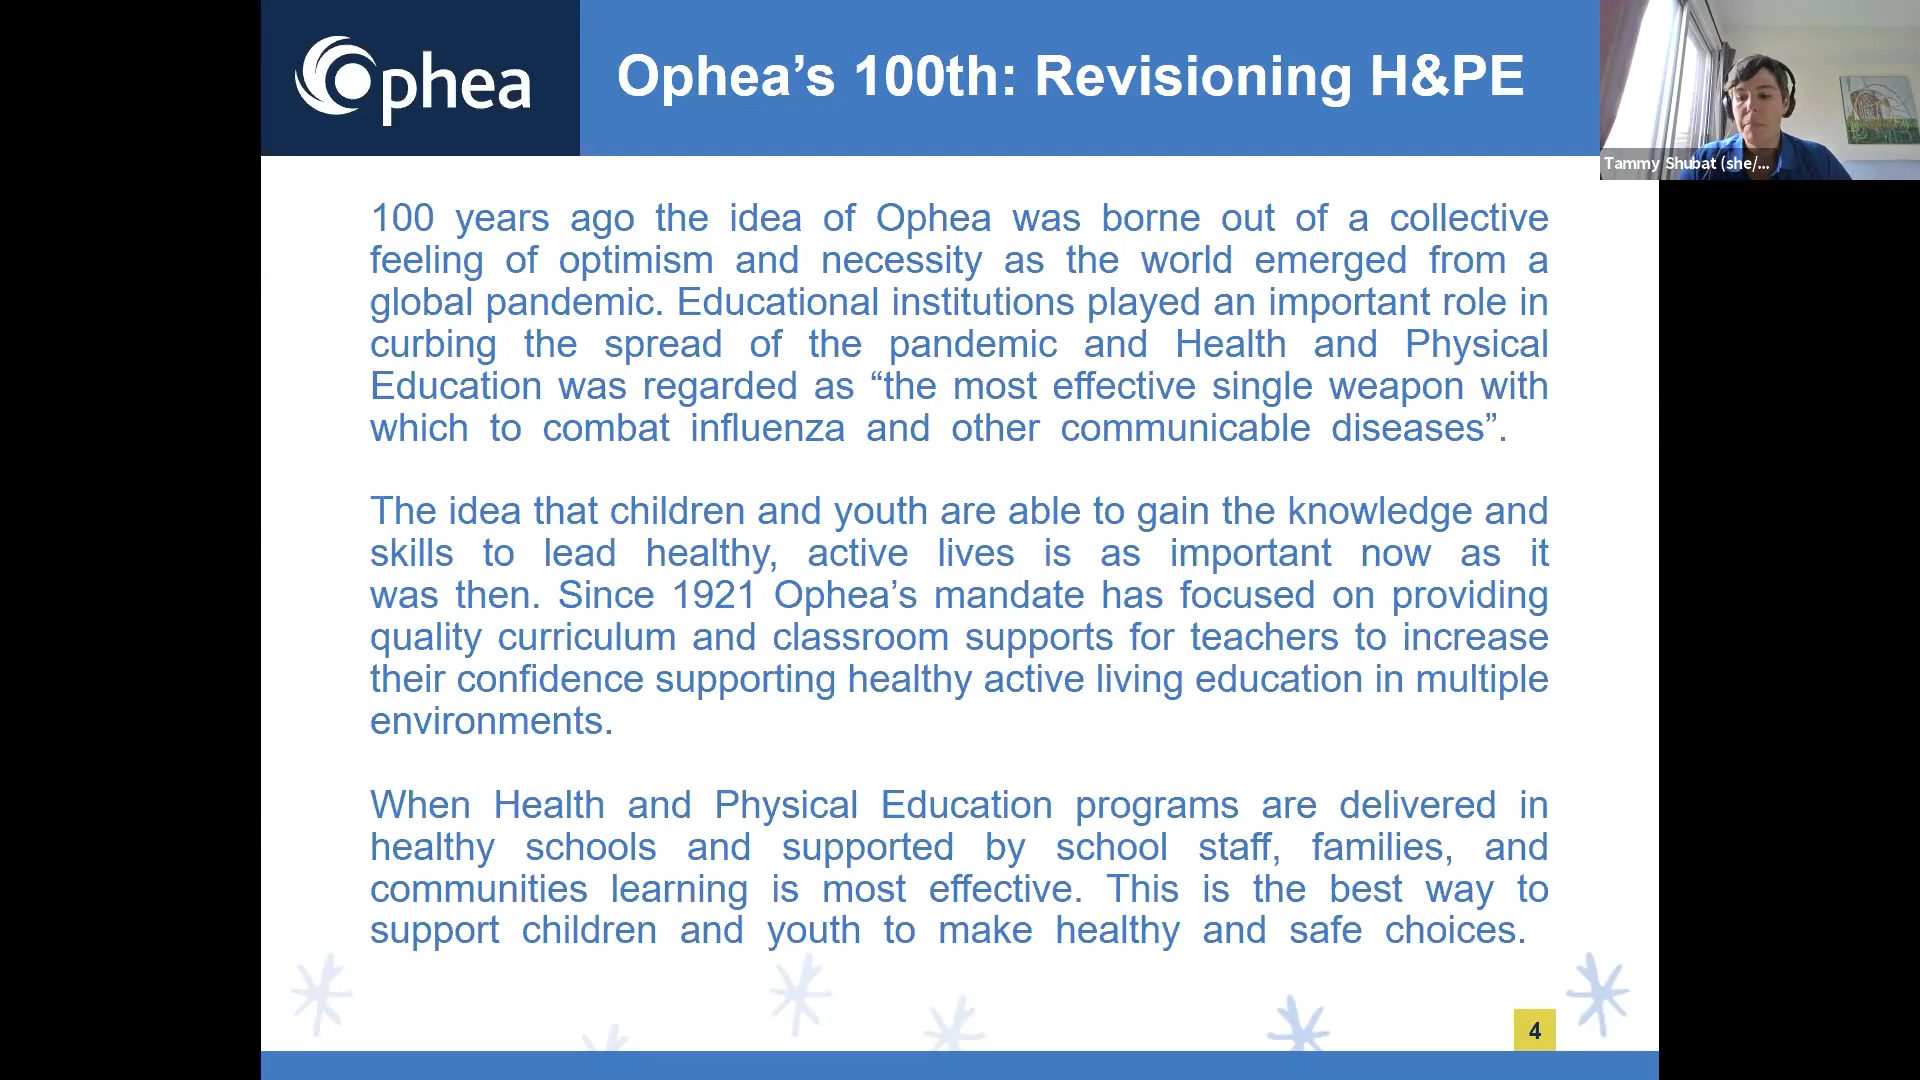 Ophea
Ophea’s 100th: Revisioning H&PE
Tammy Shubat (she/...
100 years ago the idea of Ophea was borne out of a collective
feeling of optimism and necessity as the world emerged from a
global pandemic. Educational institutions played an important role in
curbing the spread of the pandemic and Health and Physical
Education was regarded as “the most effective single weapon with
which to combat influenza and other communicable diseases”.
The idea that children and youth are able to gain the knowledge and
skills to lead healthy, active lives is as important now as it
was then. Since 1921 Ophea’s mandate has focused on providing
quality curriculum and classroom supports for teachers to increase
their confidence supporting healthy active living education in multiple
environments.
When Health and Physical Education programs are delivered in
healthy schools and supported by school staff, families, and
communities learning is most effective. This is the best way to
support children and youth to make healthy and safe choices.
4